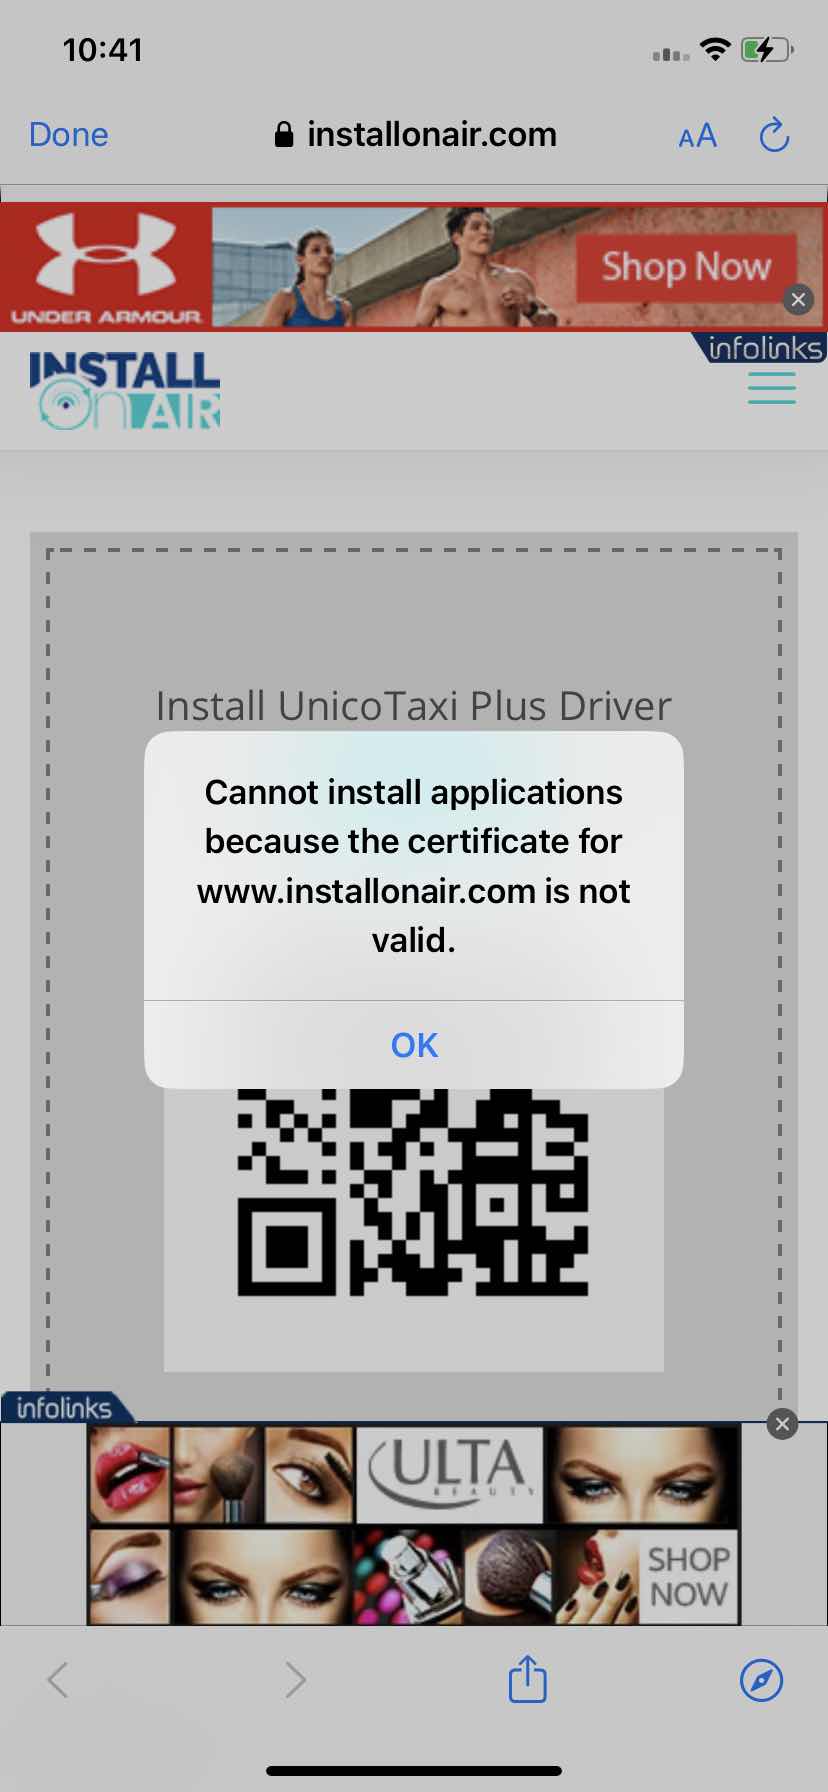 10:41
Done
installonair.com
AA
UNDER ARMOUR
Shop Now
infolinks
INSTALL
On AIR
Install UnicoTaxi Plus Driver
Cannot install applications
because the certificate for
www.installonair.com is not
valid.
OK
infolinks
ULTA
BEAUTY
SHOP
NOW